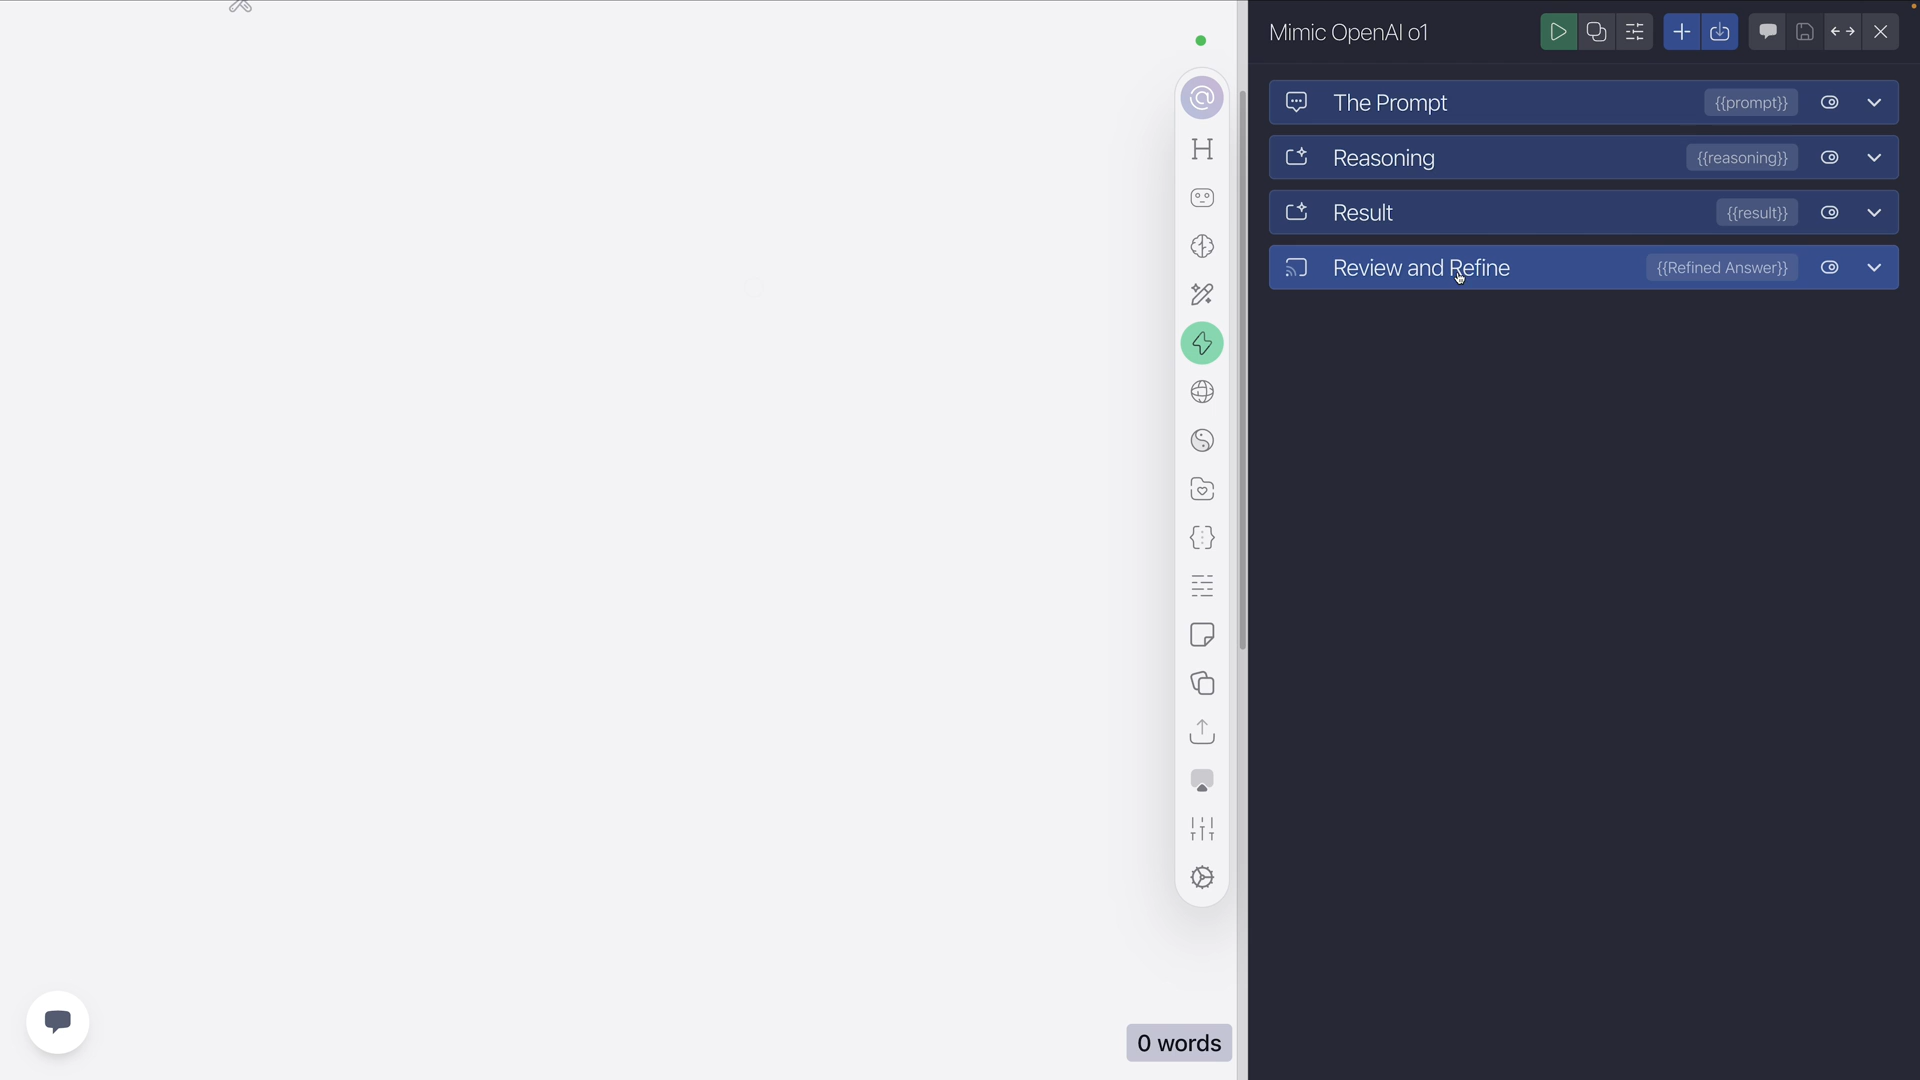 Mimic OpenAI o1
The Prompt {{prompt}}
Reasoning {{reasoning}}
Result {{result}}
Review and Refine {{Refined Answer}}
0 words